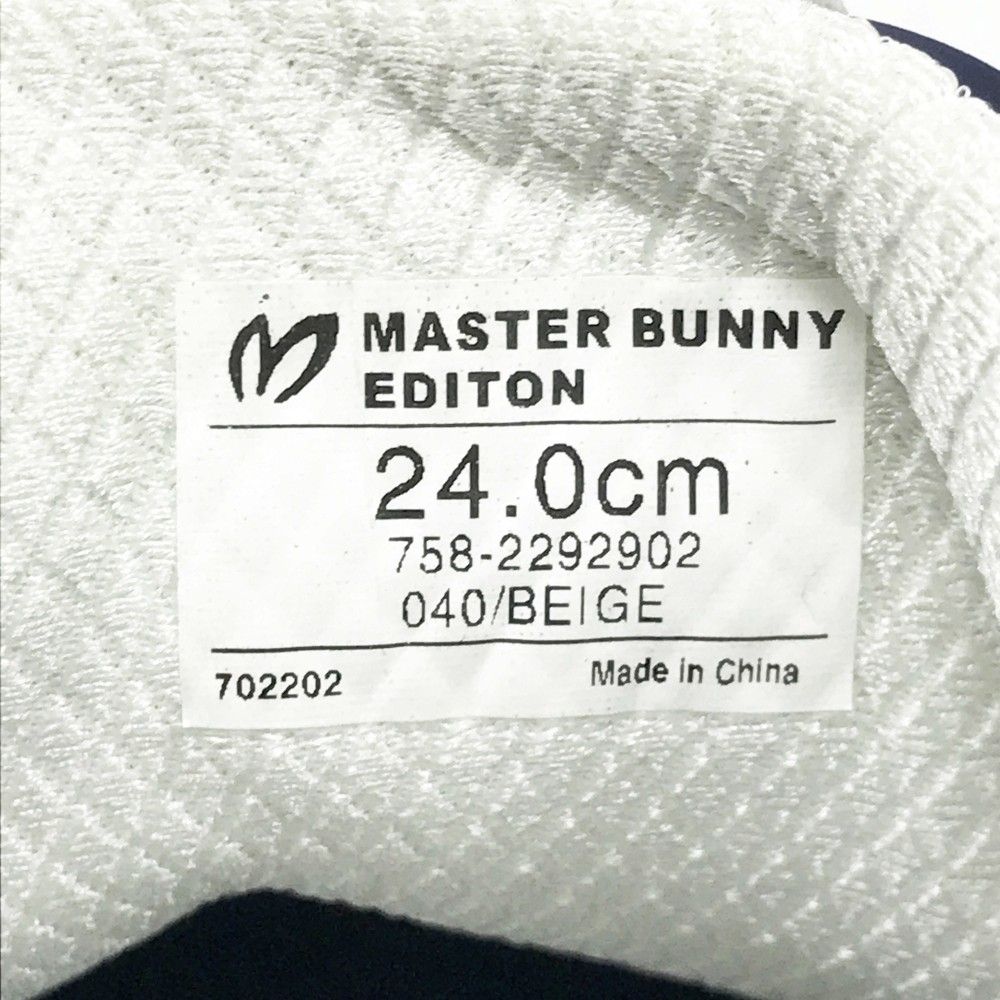 MASTER BUNNY
EDITON
24.0cm
758-2292902
040/BEIGE
702202
Made in China